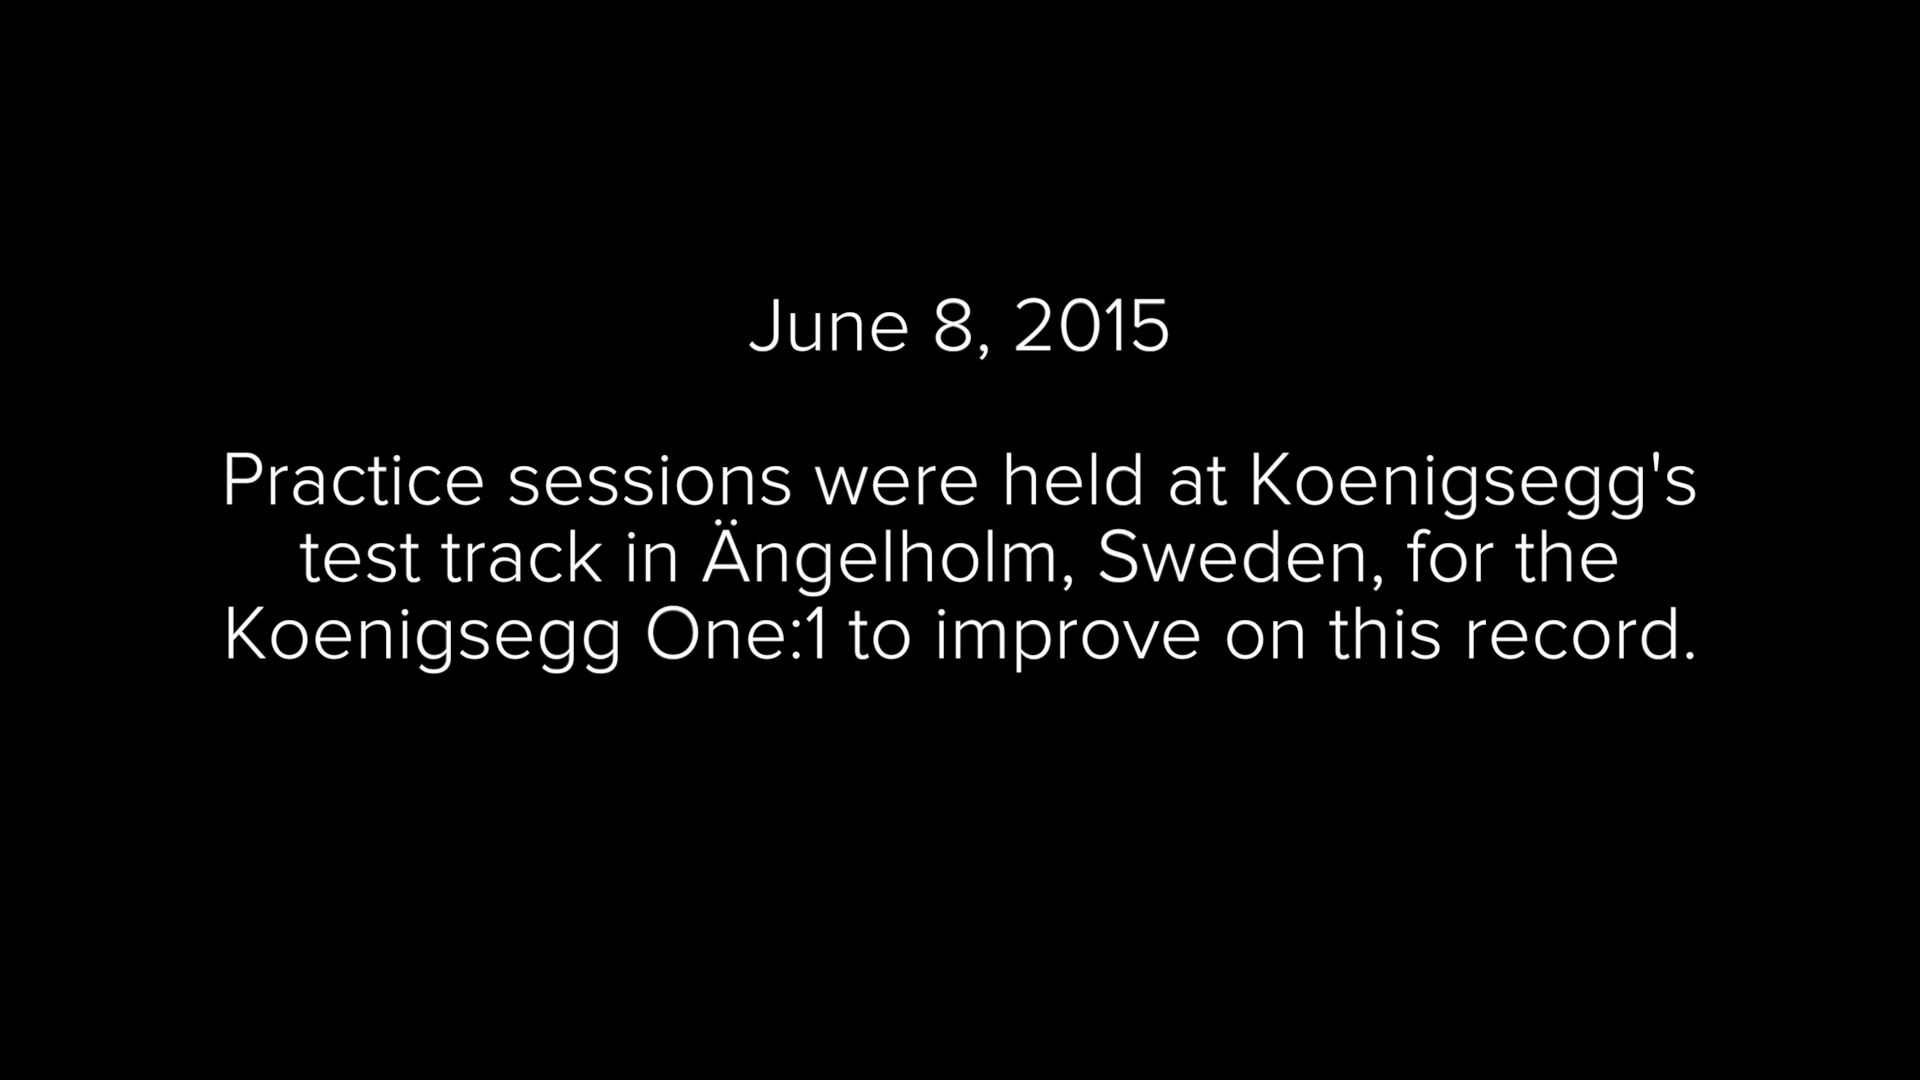 June 8, 2015
Practice sessions were held at Koenigsegg's
test track in Ängelholm, Sweden, for the
Koenigsegg One:1 to improve on this record.